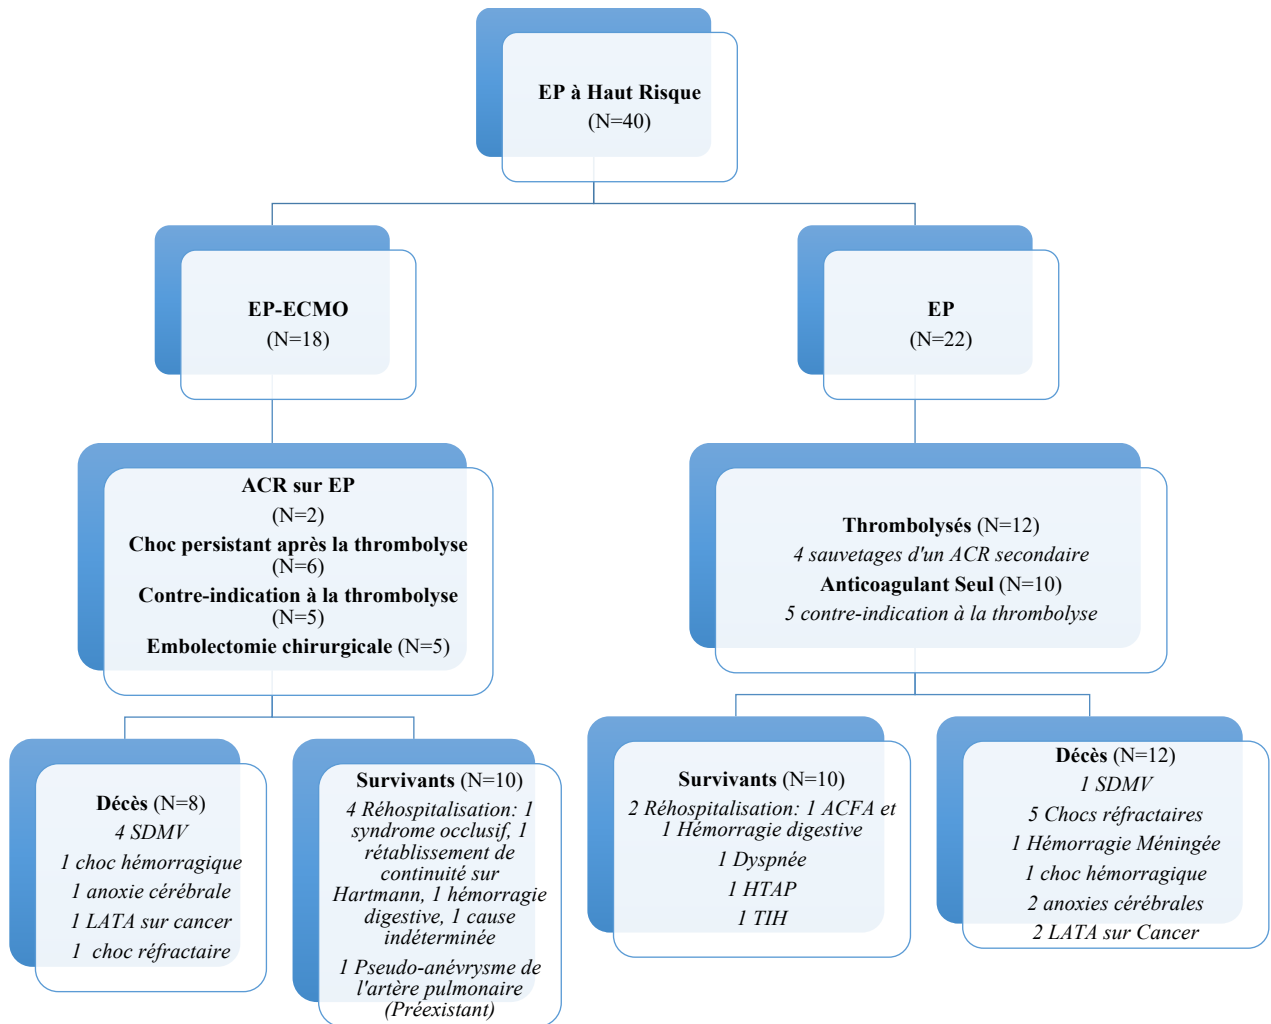 EP à Haut Risque
(N=40)
EP-ECMO
(N=18)
EP
(N=22)
ACR sur EP
(N=2)
Choc persistant après la thrombolyse
(N=6)
Contre-indication à la thrombolyse
(N=5)
Embolectomie chirurgicale (N=5)
Thrombolysés (N=12)
4 sauvetages d'un ACR secondaire
Anticoagulant Seul (N=10)
5 contre-indication à la thrombolyse
Décès (N=8)
4 SDMV
1 choc hémorragique
1 anoxie cérébrale
1 LATA sur cancer
1 choc réfractaire
Survivants (N=10)
4 Réhospitalisation: 1
syndrome occlusif, 1
rétablissement de
continuité sur
Hartmann, 1 hémorragie
digestive, 1 cause
indéterminée
1 Pseudo-anévrysme de
l'artère pulmonaire
(Préexistant)
Survivants (N=10)
2 Réhospitalisation: 1 ACFA et
1 Hémorragie digestive
1 Dyspnée
1 HTAP
1 TIH
Décès (N=12)
1 SDMV
5 Chocs réfractaires
1 Hémorragie Méningée
1 choc hémorragique
2 anoxies cérébrales
2 LATA sur Cancer